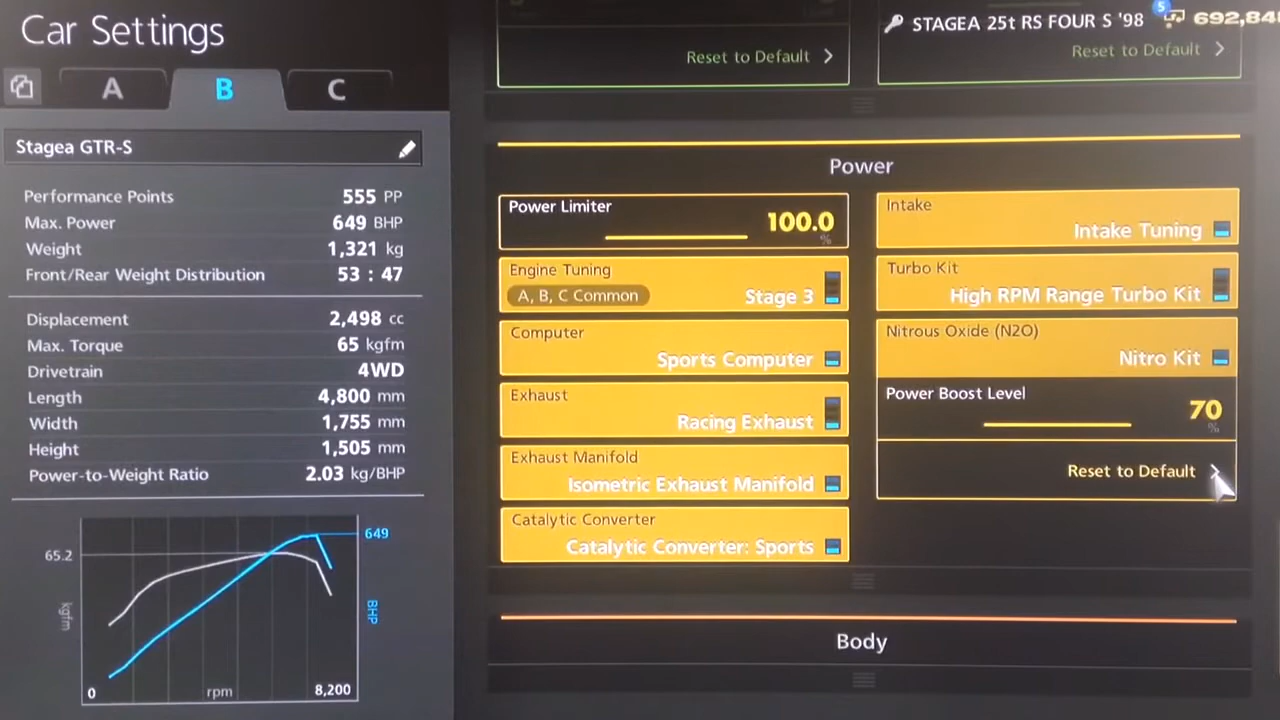 Car Settings
A
B
C
Stagea GTR-S
Performance Points 555 PP
Max. Power 649 BHP
Weight 1,321 kg
Front/Rear Weight Distribution 53 : 47
Displacement 2,498 cc
Max. Torque 65 kgfm
Drivetrain 4WD
Length 4,800 mm
Width 1,755 mm
Height 1,505 mm
Power-to-Weight Ratio 2.03 kg/BHP
649
65.2
kgfm
BHP
0 rpm 8,200
STAGEA 25t RS FOUR S '98
5
Reset to Default
Reset to Default
Power
Power Limiter
100.0
%
Engine Tuning
A, B, C Common Stage 3
Computer
Sports Computer
Exhaust
Racing Exhaust
Exhaust Manifold
Isometric Exhaust Manifold
Catalytic Converter
Catalytic Converter: Sports
Intake
Intake Tuning
Turbo Kit
High RPM Range Turbo Kit
Nitrous Oxide (N2O)
Nitro Kit
Power Boost Level
70
%
Reset to Default
Body